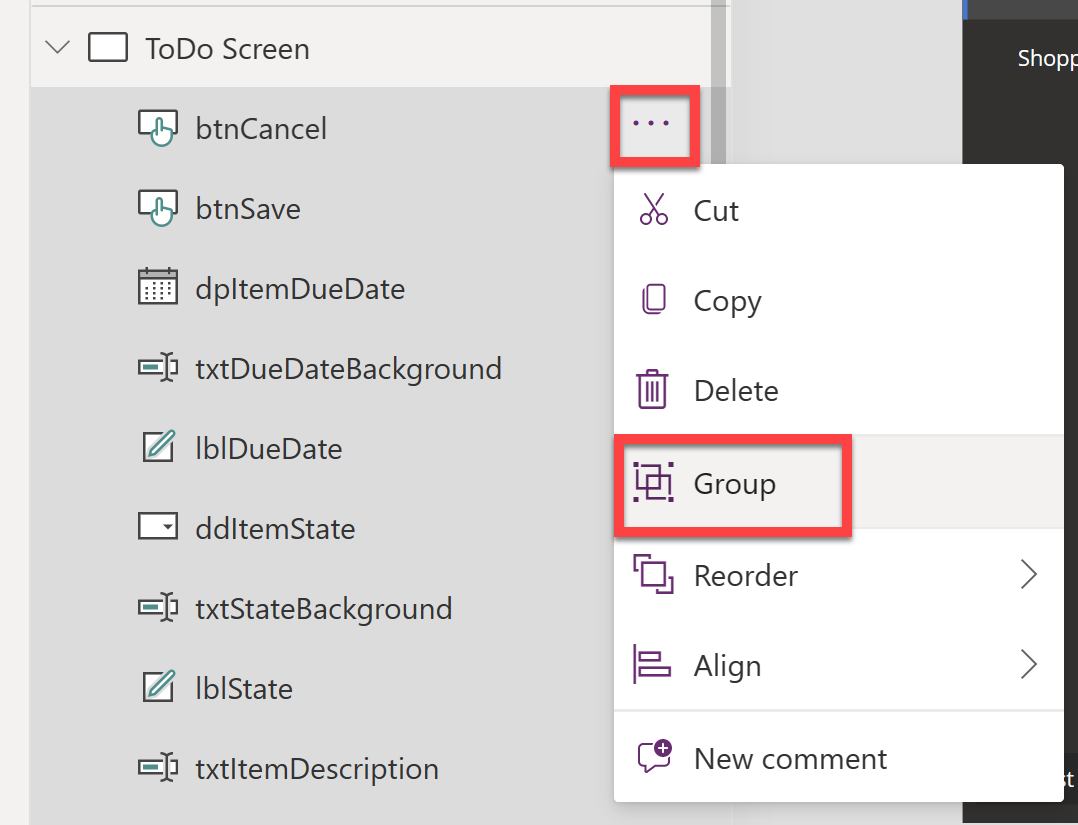 ToDo Screen
Shopp
btnCancel
...
btnSave
Cut
dpItemDueDate
Copy
txtDueDateBackground
Delete
lblDueDate
Group
ddItemState
Reorder
txtStateBackground
lblState
Align
txtItemDescription
New comment
st